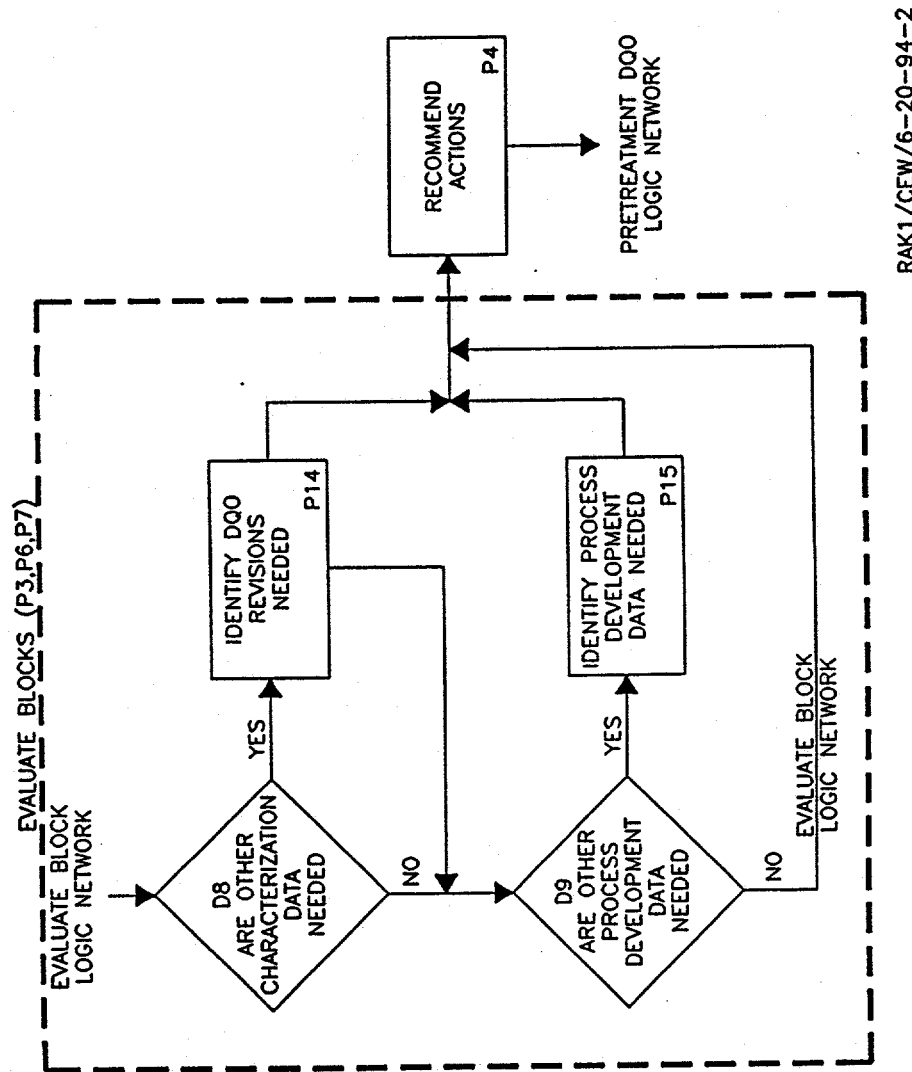 EVALUATE BLOCKS (P3,P6,P7)
EVALUATE BLOCK
LOGIC NETWORK
D8
ARE OTHER
CHARACTERIZATION
DATA
NEEDED
YES
NO
IDENTIFY DQO
REVISIONS
NEEDED
P14
D9
ARE OTHER
PROCESS
DEVELOPMENT
DATA
NEEDED
YES
NO
IDENTIFY PROCESS
DEVELOPMENT
DATA NEEDED
P15
EVALUATE BLOCK
LOGIC NETWORK
RECOMMEND
ACTIONS
P4
PRETREATMENT DQO
LOGIC NETWORK
RAK1/CFW/6-20-94-2